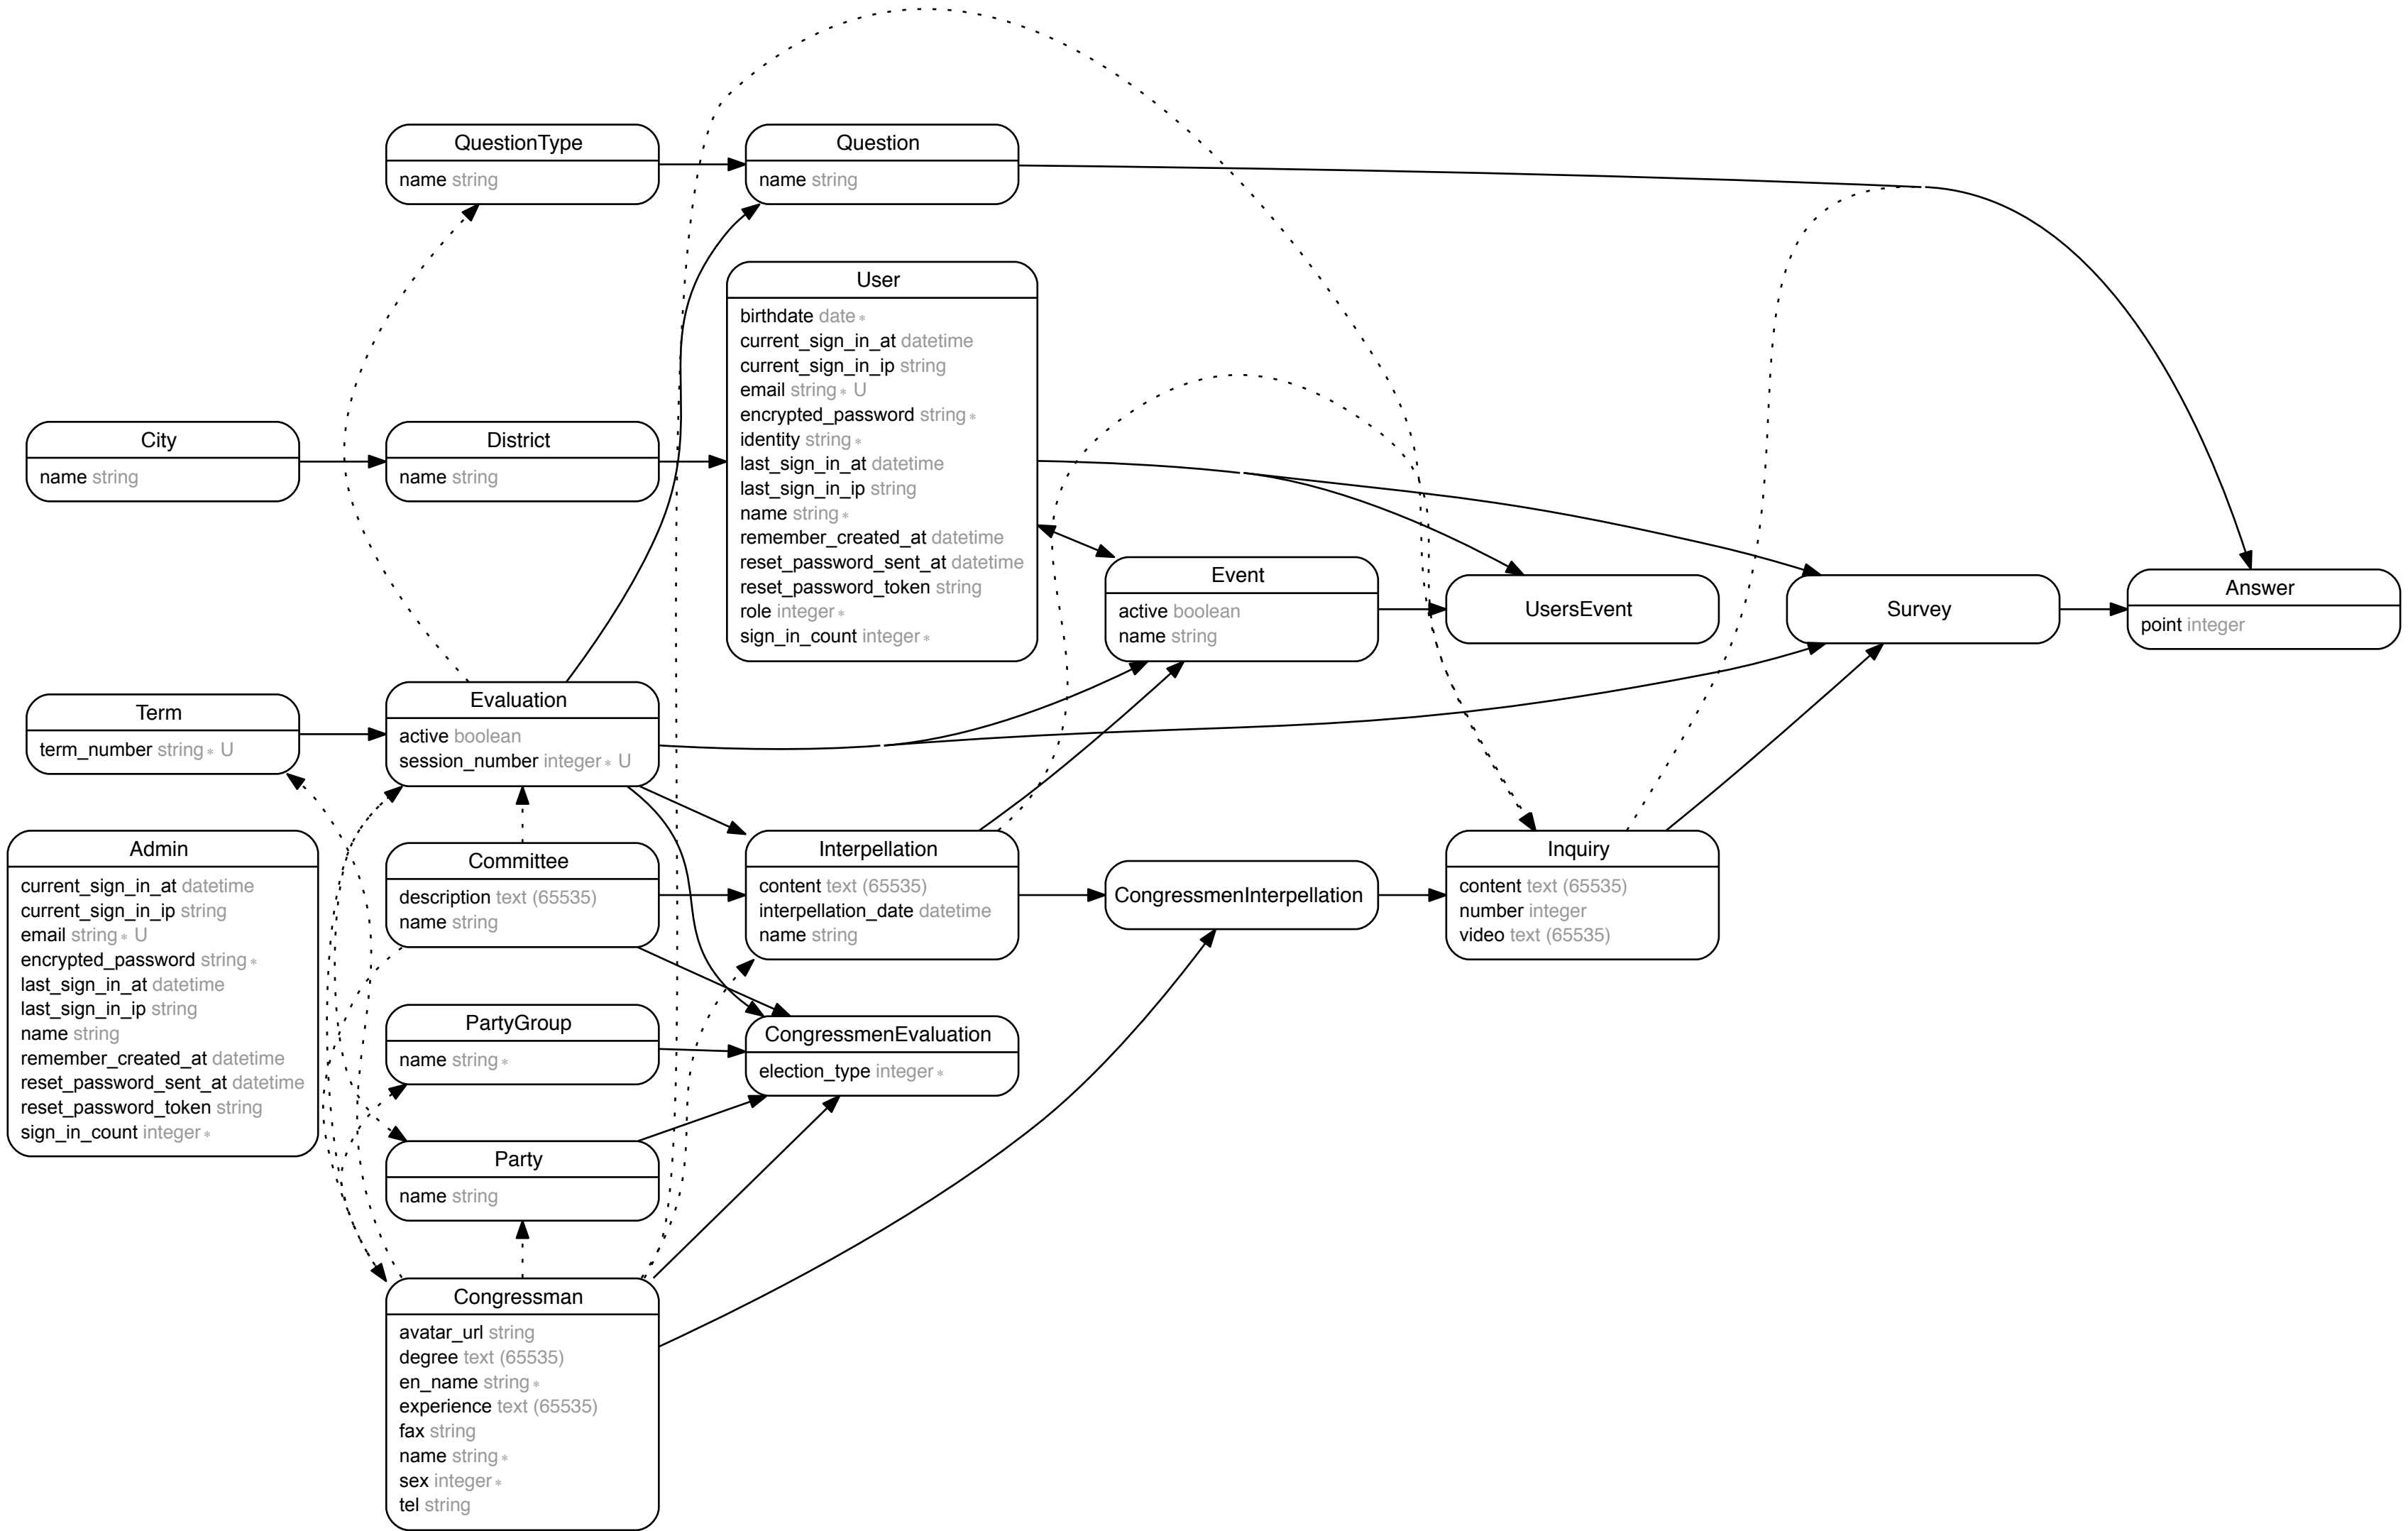 QuestionType
name string
Question
name string
User
birthdate date *
current_sign_in_at datetime
current_sign_in_ip string
email string * U
encrypted_password string *
identity string *
last_sign_in_at datetime
last_sign_in_ip string
name string *
remember_created_at datetime
reset_password_sent_at datetime
reset_password_token string
role integer *
sign_in_count integer *
City
name string
District
name string
Event
active boolean
name string
UsersEvent
Survey
Answer
point integer
Term
term_number string * U
Evaluation
active boolean
session_number integer * U
Admin
current_sign_in_at datetime
current_sign_in_ip string
email string * U
encrypted_password string *
last_sign_in_at datetime
last_sign_in_ip string
name string
remember_created_at datetime
reset_password_sent_at datetime
reset_password_token string
sign_in_count integer *
Committee
description text (65535)
name string
Interpellation
content text (65535)
interpellation_date datetime
name string
CongressmenInterpellation
Inquiry
content text (65535)
number integer
video text (65535)
PartyGroup
name string *
CongressmenEvaluation
election_type integer *
Party
name string
Congressman
avatar_url string
degree text (65535)
en_name string *
experience text (65535)
fax string
name string *
sex integer *
tel string